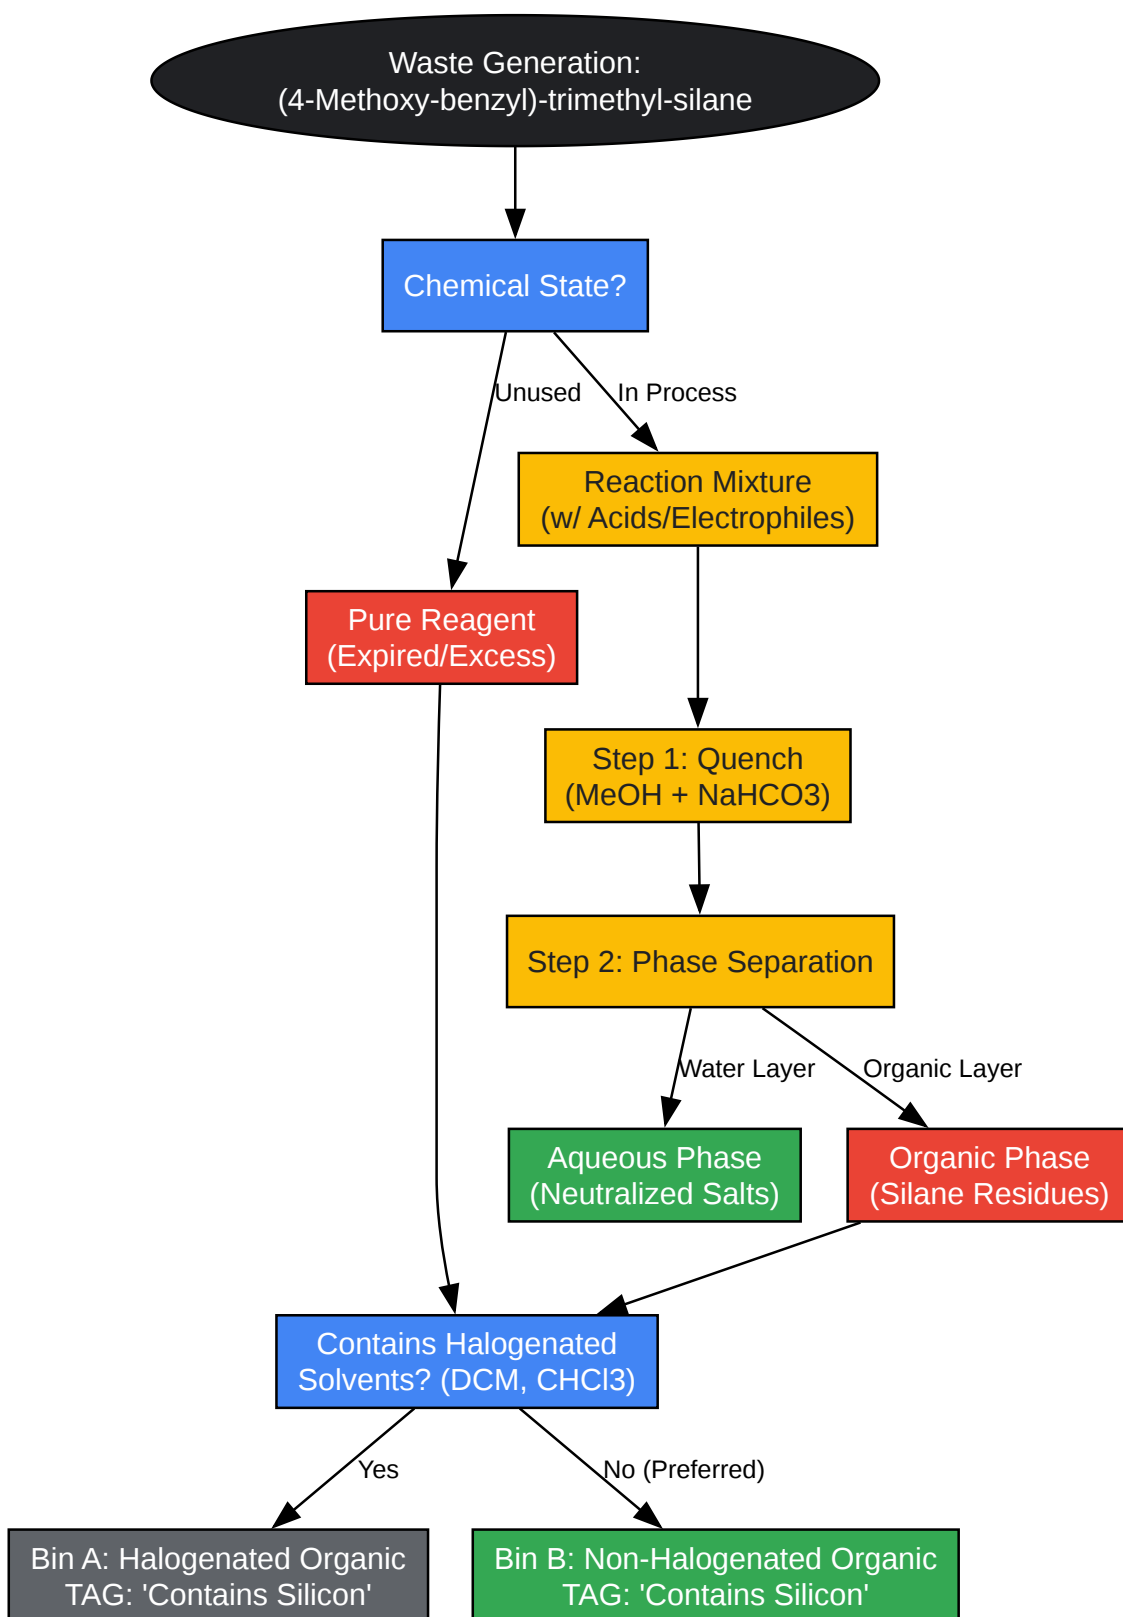 Waste Generation:
(4-Methoxy-benzyl)-trimethyl-silane
Chemical State?
Unused
In Process
Reaction Mixture
(w/ Acids/Electrophiles)
Pure Reagent
(Expired/Excess)
Step 1: Quench
(MeOH + NaHCO3)
Step 2: Phase Separation
Water Layer
Organic Layer
Aqueous Phase
(Neutralized Salts)
Organic Phase
(Silane Residues)
Contains Halogenated
Solvents? (DCM, CHCl3)
Yes
No (Preferred)
Bin A: Halogenated Organic
TAG: 'Contains Silicon'
Bin B: Non-Halogenated Organic
TAG: 'Contains Silicon'